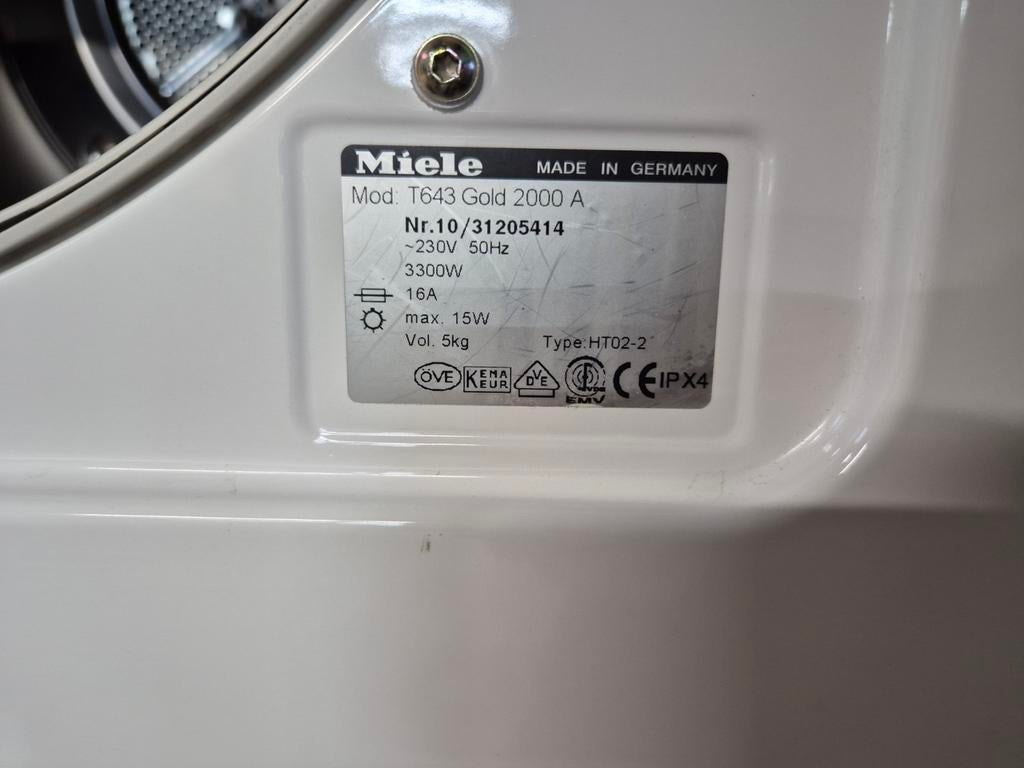 Miele MADE IN GERMANY
Mod: T643 Gold 2000 A
Nr.10/31205414
~230V 50Hz
3300W
16A
max. 15W
Vol. 5kg Type:HT02-2
ÖVE KEMA KEUR DVE VDE EMV CE IPX4